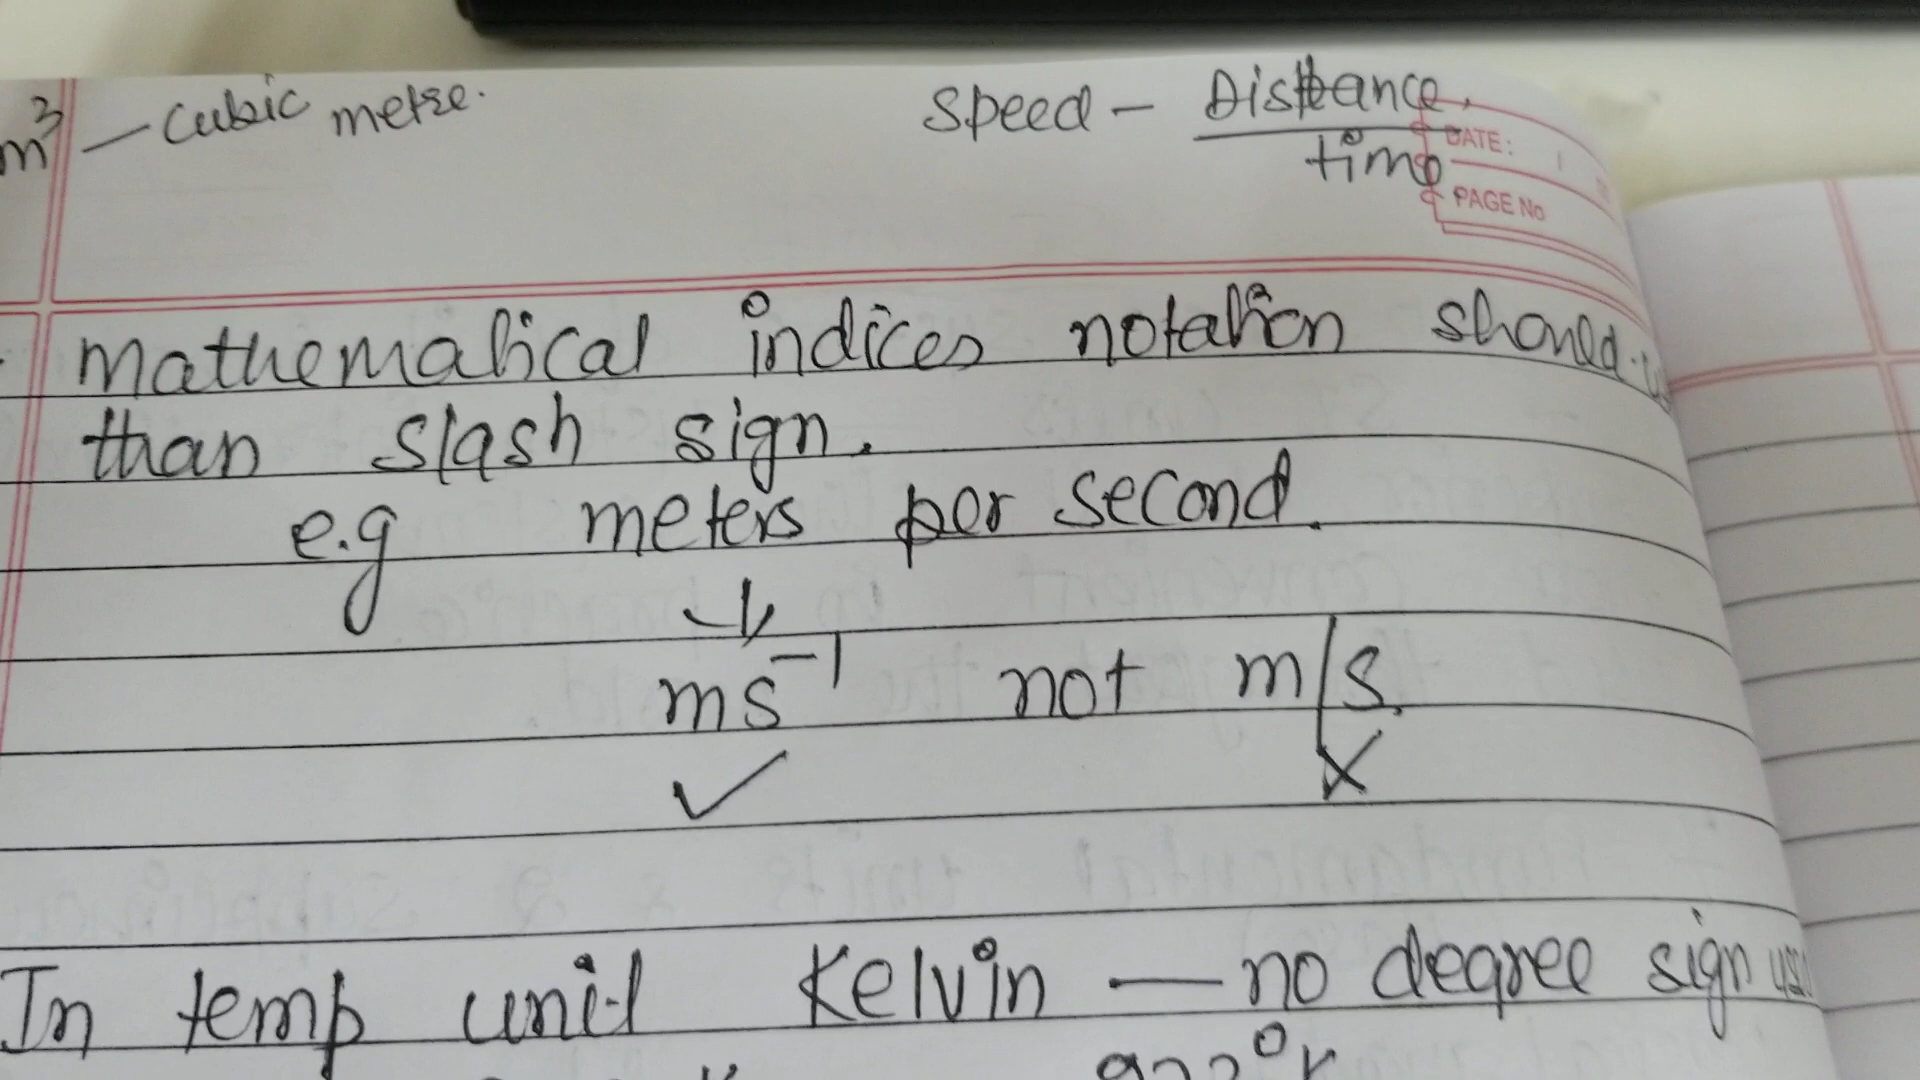 m³ — cubic metre.
Speed — Distance
time
DATE:
PAGE No
Mathematical indices notation should
than slash sign.
e.g meters per second.
ms⁻¹ not m/s.
✓ X
In temp unit Kelvin — no degree sign